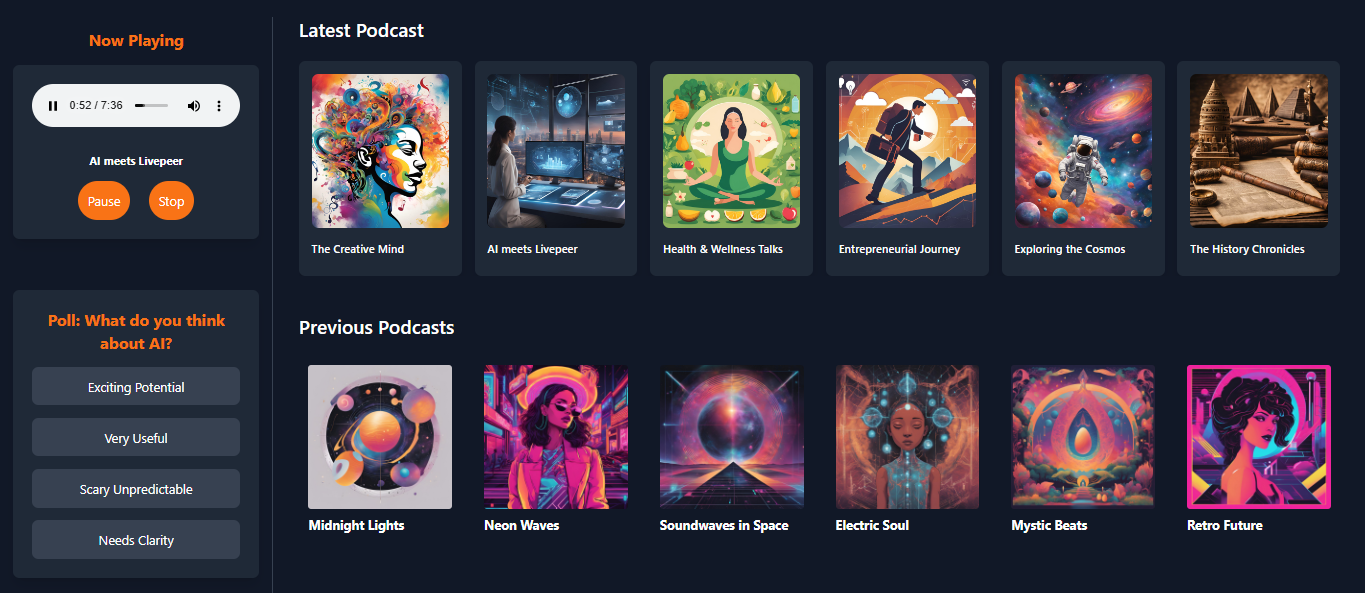 Now Playing
0:52 / 7:36
AI meets Livepeer
Pause
Stop
Poll: What do you think
about AI?
Exciting Potential
Very Useful
Scary Unpredictable
Needs Clarity
Latest Podcast
The Creative Mind
AI meets Livepeer
Health & Wellness Talks
Entrepreneurial Journey
Exploring the Cosmos
The History Chronicles
Previous Podcasts
Midnight Lights
Neon Waves
Soundwaves in Space
Electric Soul
Mystic Beats
Retro Future